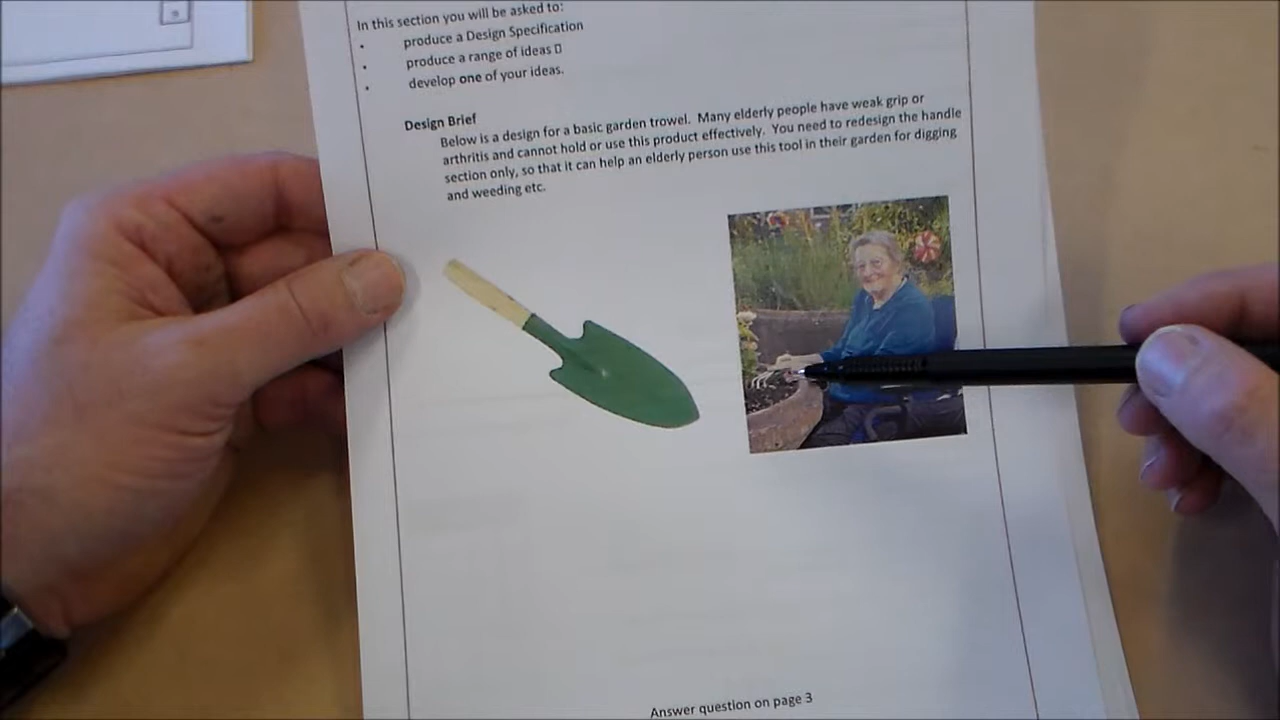 In this section you will be asked to:
• produce a Design Specification
• produce a range of ideas 
• develop one of your ideas.
Design Brief
Below is a design for a basic garden trowel. Many elderly people have weak grip or
arthritis and cannot hold or use this product effectively. You need to redesign the handle
section only, so that it can help an elderly person use this tool in their garden for digging
and weeding etc.
Answer question on page 3